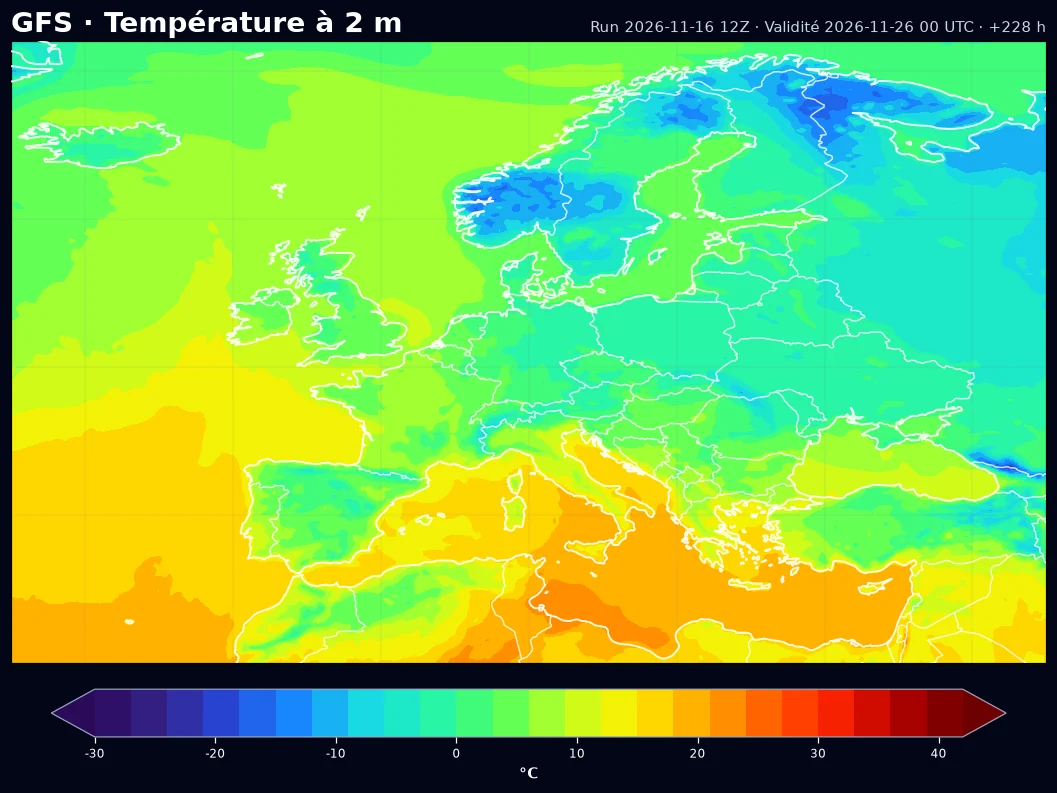 GFS · Température à 2 m
Run 2026-11-16 12Z · Validité 2026-11-26 00 UTC · +228 h
-30 -20 -10 0 10 20 30 40
°C